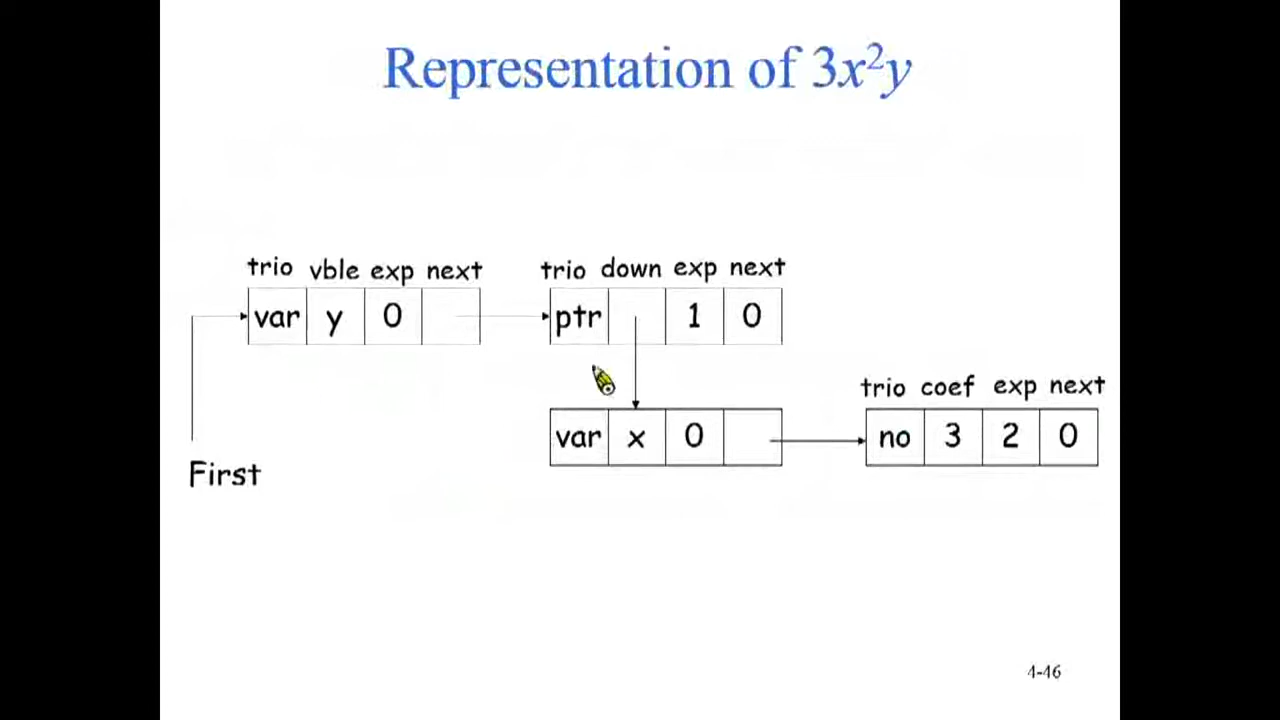 Representation of 3x²y
trio vble exp next
trio down exp next
var y 0
ptr 1 0
trio coef exp next
var x 0
no 3 2 0
First
4-46